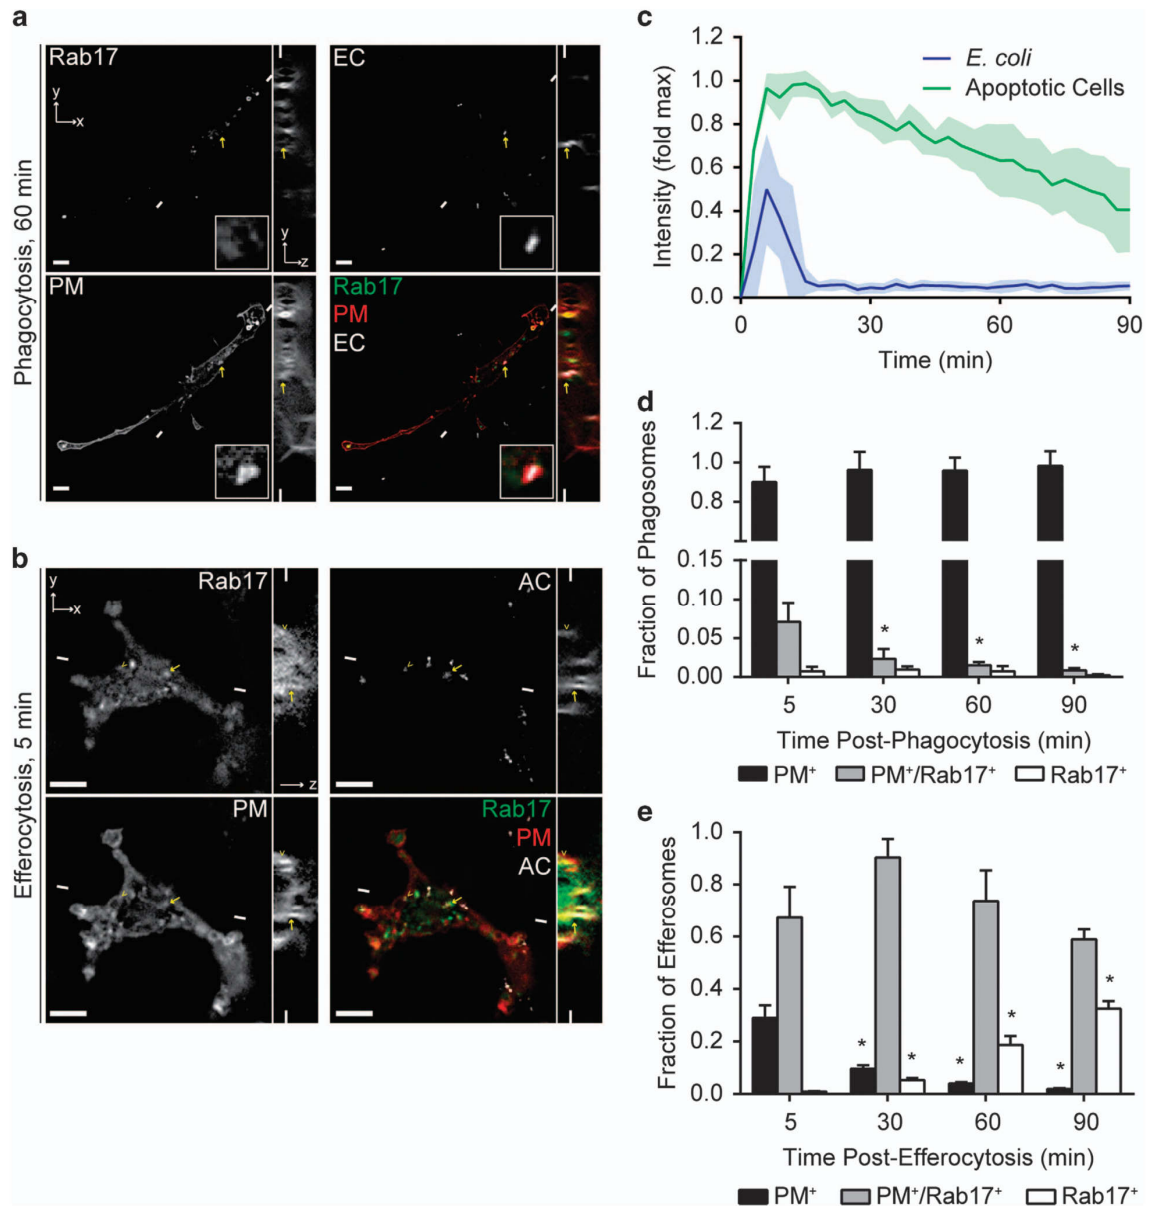 a
Phagocytosis, 60 min
Rab17
y
x
y
z
EC
PM
Rab17
PM
EC
b
Efferocytosis, 5 min
Rab17
y
x
z
AC
PM
Rab17
PM
AC
c
Intensity (fold max)
1.2
1.0
0.8
0.6
0.4
0.2
0.0
E. coli
Apoptotic Cells
0 30 60 90
Time (min)
d
Fraction of Phagosomes
1.2
1.0
0.8
0.15
0.10
0.05
0.00
* * *
5 30 60 90
Time Post-Phagocytosis (min)
PM⁺ PM⁺/Rab17⁺ Rab17⁺
e
Fraction of Efferosomes
1.0
0.8
0.6
0.4
0.2
0.0
* * * * * *
5 30 60 90
Time Post-Efferocytosis (min)
PM⁺ PM⁺/Rab17⁺ Rab17⁺